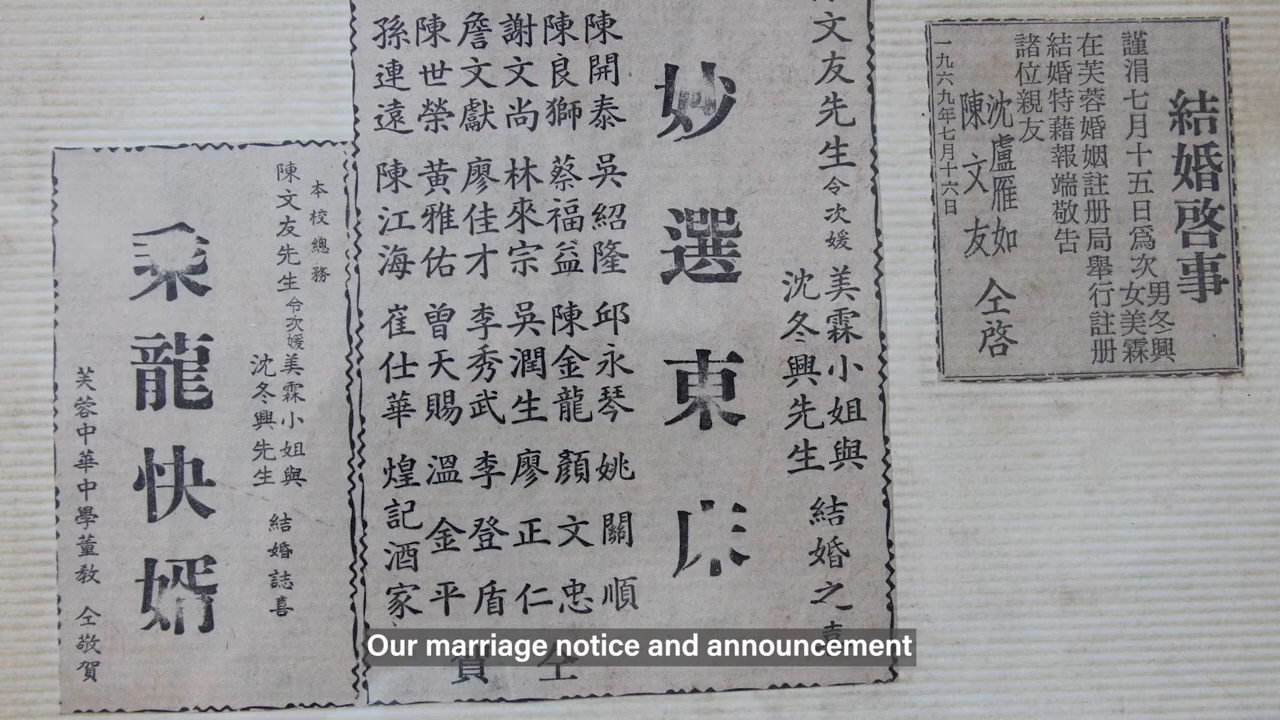 結婚啓事
謹涓七月十五日為次男冬興
女美霖
在芙蓉婚姻註册局舉行註册
結婚特藉報端敬告
諸位親友
沈盧雁如
陳文友
仝啓
一九六九年七月十六日
文友先生令次媛
美霖小姐與
沈冬興先生
結婚之喜
妙選東床
陳開泰 吳紹隆 邱永琴 姚關順
陳良獅 蔡福益 陳金龍 顏文忠
謝文尚 林來宗 吳潤生 廖正仁
詹文獻 廖佳才 李秀武 李登盾
陳世榮 黃雅佑 曾天賜 溫金平
孫連遠 陳江海 崔仕華 煌記酒家
仝賀
本校總務
陳文友先生令次媛美霖小姐與
沈冬興先生
結婚誌喜
乘龍快婿
芙蓉中華中學董教 仝敬賀
Our marriage notice and announcement